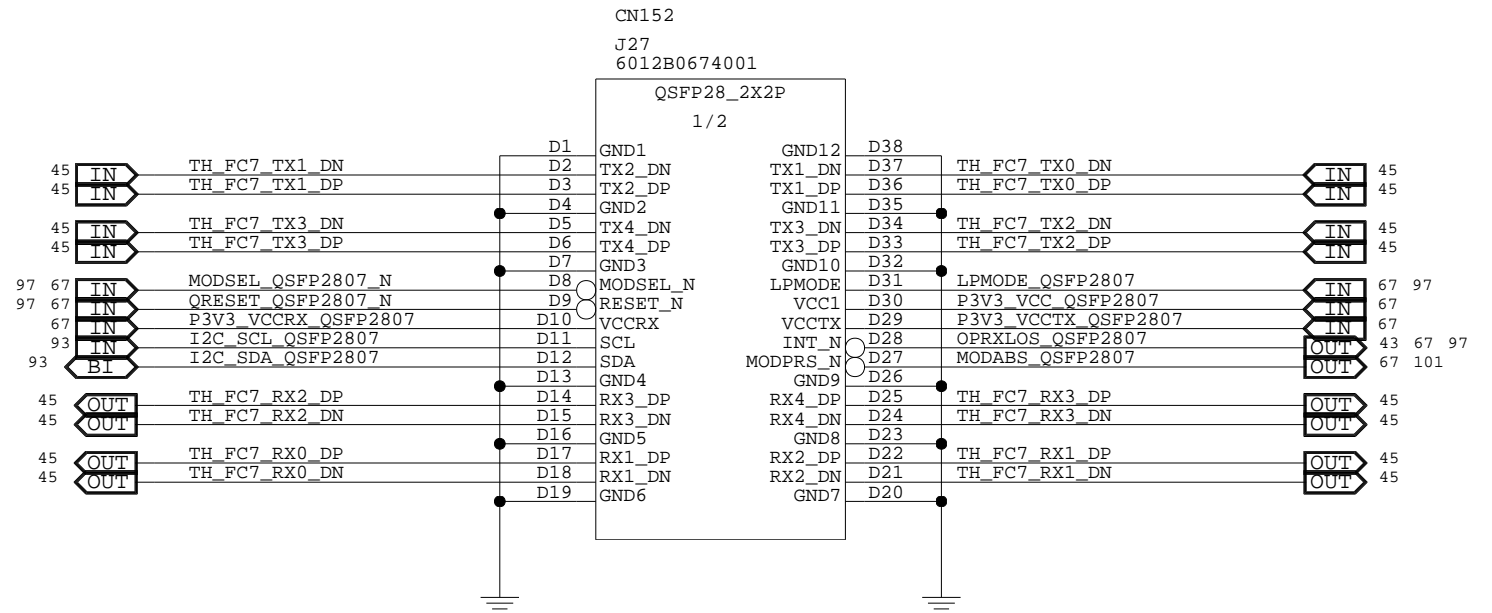 CN152
J27
6012B0674001
QSFP28_2X2P
1/2
D1 GND1 GND12 D38
45 IN TH_FC7_TX1_DN D2 TX2_DN TX1_DN D37 TH_FC7_TX0_DN IN 45
45 IN TH_FC7_TX1_DP D3 TX2_DP TX1_DP D36 TH_FC7_TX0_DP IN 45
D4 GND2 GND11 D35
45 IN TH_FC7_TX3_DN D5 TX4_DN TX3_DN D34 TH_FC7_TX2_DN IN 45
45 IN TH_FC7_TX3_DP D6 TX4_DP TX3_DP D33 TH_FC7_TX2_DP IN 45
D7 GND3 GND10 D32
97 67 IN MODSEL_QSFP2807_N D8 MODSEL_N LPMODE D31 LPMODE_QSFP2807 IN 67 97
97 67 IN QRESET_QSFP2807_N D9 RESET_N VCC1 D30 P3V3_VCC_QSFP2807 IN 67
67 IN P3V3_VCCRX_QSFP2807 D10 VCCRX VCCTX D29 P3V3_VCCTX_QSFP2807 IN 67
93 IN I2C_SCL_QSFP2807 D11 SCL INT_N D28 OPRXLOS_QSFP2807 OUT 43 67 97
93 BI I2C_SDA_QSFP2807 D12 SDA MODPRS_N D27 MODABS_QSFP2807 OUT 67 101
D13 GND4 GND9 D26
45 OUT TH_FC7_RX2_DP D14 RX3_DP RX4_DP D25 TH_FC7_RX3_DP OUT 45
45 OUT TH_FC7_RX2_DN D15 RX3_DN RX4_DN D24 TH_FC7_RX3_DN OUT 45
D16 GND5 GND8 D23
45 OUT TH_FC7_RX0_DP D17 RX1_DP RX2_DP D22 TH_FC7_RX1_DP OUT 45
45 OUT TH_FC7_RX0_DN D18 RX1_DN RX2_DN D21 TH_FC7_RX1_DN OUT 45
D19 GND6 GND7 D20